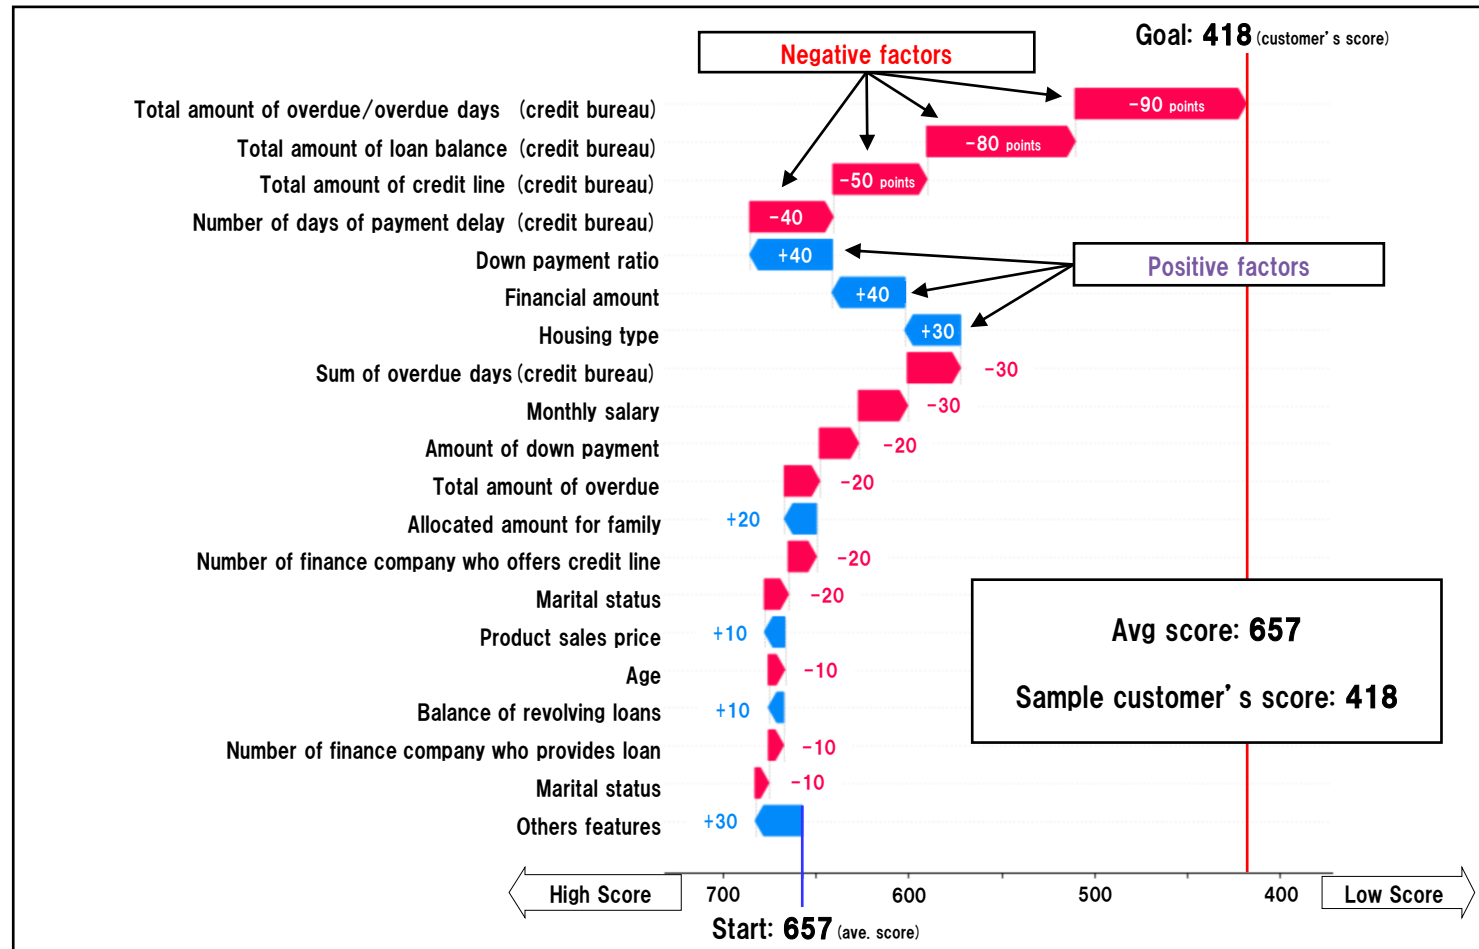 Goal: 418 (customer's score)
Negative factors
Total amount of overdue/overdue days (credit bureau)
-90 points
Total amount of loan balance (credit bureau)
-80 points
Total amount of credit line (credit bureau)
-50 points
Number of days of payment delay (credit bureau)
-40
Down payment ratio
+40
Positive factors
Financial amount
+40
Housing type
+30
Sum of overdue days (credit bureau)
-30
Monthly salary
-30
Amount of down payment
-20
Total amount of overdue
-20
Allocated amount for family
+20
Number of finance company who offers credit line
-20
Marital status
-20
Product sales price
+10
Age
-10
Balance of revolving loans
+10
Number of finance company who provides loan
-10
Marital status
-10
Others features
+30
Avg score: 657
Sample customer's score: 418
High Score
700
600
500
400
Low Score
Start: 657 (ave. score)